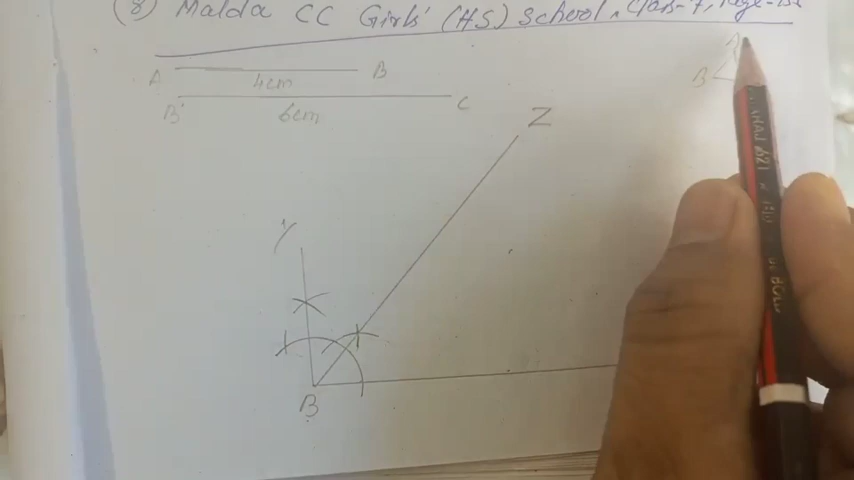 (8) Malda CC Girls' (HS) School, Class-7, Page-
A B
4cm
B C
6cm
A
B
Z
Y
B